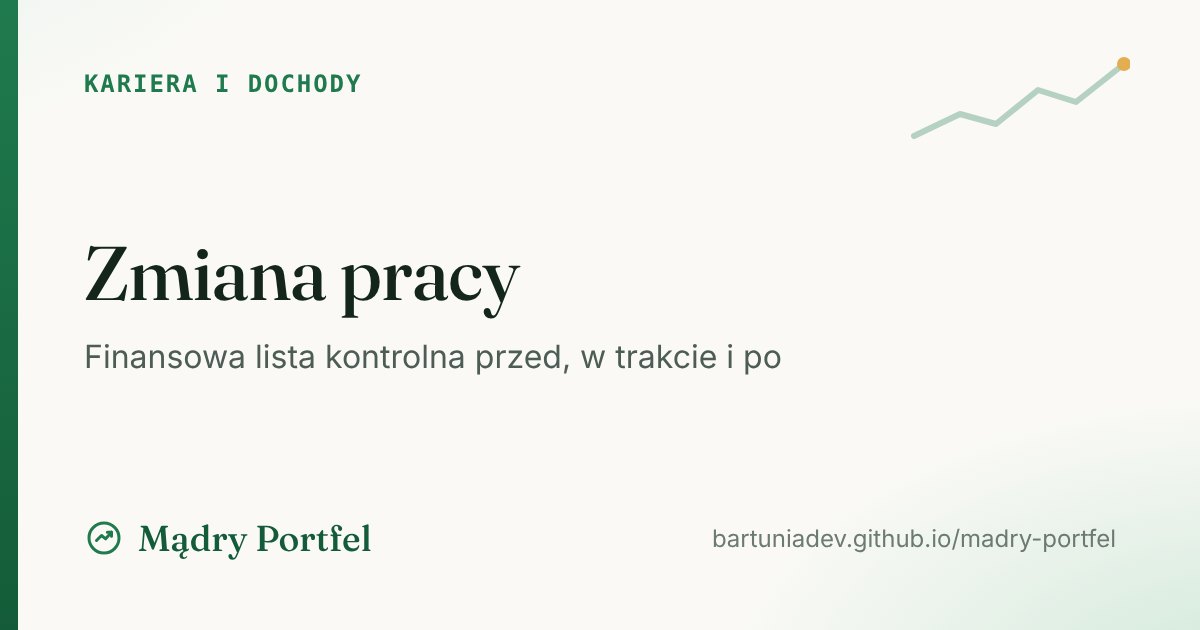 KARIERA I DOCHODY
Zmiana pracy
Finansowa lista kontrolna przed, w trakcie i po
Mądry Portfel
bartuniadev.github.io/madry-portfel